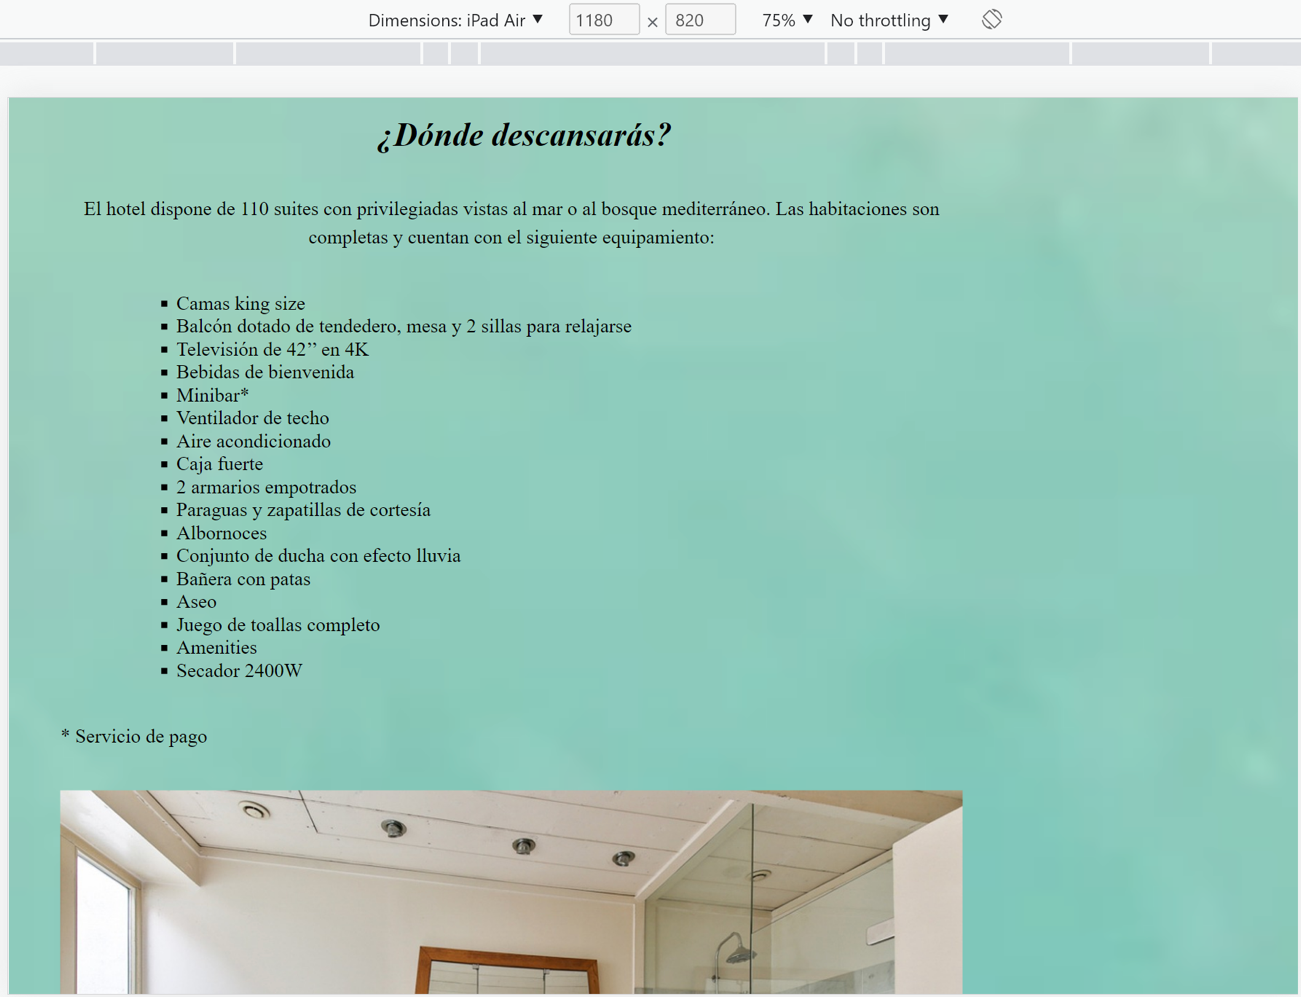 Dimensions: iPad Air ▼ 1180 × 820 75% ▼ No throttling ▼
¿Dónde descansarás?
El hotel dispone de 110 suites con privilegiadas vistas al mar o al bosque mediterráneo. Las habitaciones son
completas y cuentan con el siguiente equipamiento:
▪ Camas king size
▪ Balcón dotado de tendedero, mesa y 2 sillas para relajarse
▪ Televisión de 42’’ en 4K
▪ Bebidas de bienvenida
▪ Minibar*
▪ Ventilador de techo
▪ Aire acondicionado
▪ Caja fuerte
▪ 2 armarios empotrados
▪ Paraguas y zapatillas de cortesía
▪ Albornoces
▪ Conjunto de ducha con efecto lluvia
▪ Bañera con patas
▪ Aseo
▪ Juego de toallas completo
▪ Amenities
▪ Secador 2400W
* Servicio de pago